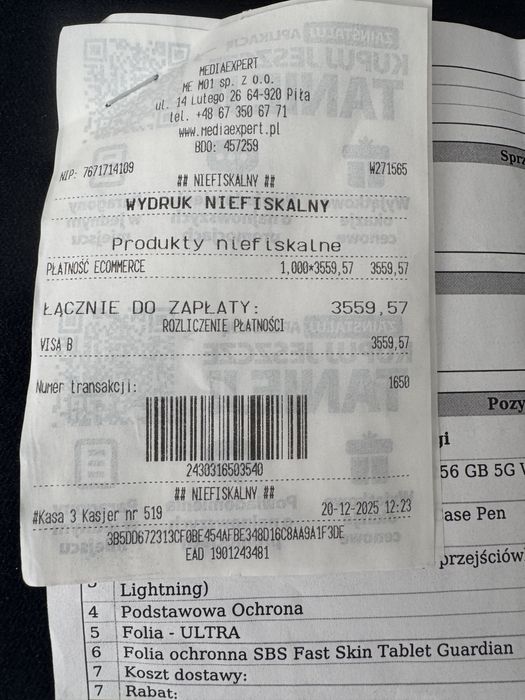 MEDIAEXPERT
ME M01 sp. z o.o.
ul. 14 Lutego 26 64-920 Piła
tel. +48 67 350 67 71
www.mediaexpert.pl
BDO: 457259
NIP: 7671714109 W271565
## NIEFISKALNY ##
WYDRUK NIEFISKALNY
Produkty niefiskalne
PŁATNOŚĆ ECOMMERCE 1,000*3559,57 3559,57
ŁĄCZNIE DO ZAPŁATY: 3559,57
ROZLICZENIE PŁATNOŚCI
VISA B 3559,57
Numer transakcji: 1650
2430316503540
## NIEFISKALNY ##
#Kasa 3 Kasjer nr 519 20-12-2025 12:23
3B5DD672313CF0BE454AFBE348D16C8AA9A1F3DE
EAD 1901243481
Sprz
Pozy
gi
56 GB 5G
ase Pen
przejściów
Lightning)
4 Podstawowa Ochrona
5 Folia - ULTRA
6 Folia ochronna SBS Fast Skin Tablet Guardian
7 Koszt dostawy:
7 Rabat: